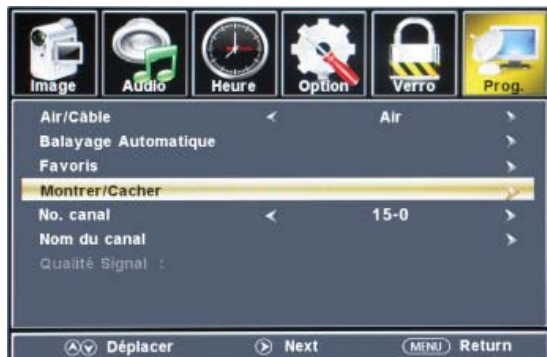 Image Audio Heure Option Verro Prog.
Air/Câble Air
Balayage Automatique
Favoris
Montrer/Cacher
No. canal 15-0
Nom du canal
Qualité Signal :
Déplacer Next MENU Return